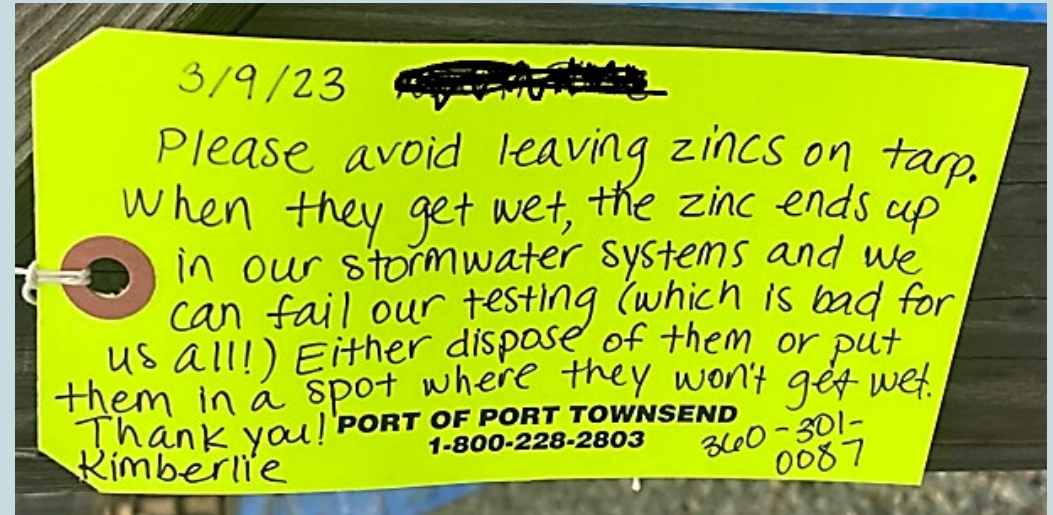 3/9/23
Please avoid leaving zincs on tarp.
When they get wet, the zinc ends up
in our stormwater systems and we
can fail our testing (which is bad for
us all!) Either dispose of them or put
them in a spot where they won't get wet.
Thank you! PORT OF PORT TOWNSEND
1-800-228-2803
Kimberlie
360-301-
0087